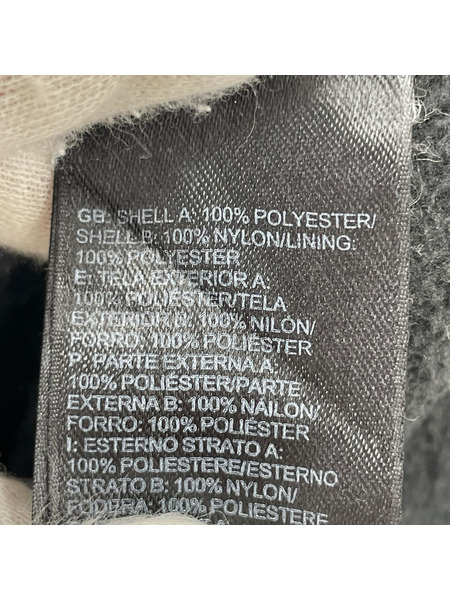 GB: SHELL A: 100% POLYESTER/
SHELL B: 100% NYLON/LINING:
100% POLYESTER
E: TELA EXTERIOR A:
100% POLIÉSTER/TELA
EXTERIOR B: 100% NILÓN/
FORRO: 100% POLIÉSTER
P: PARTE EXTERNA A:
100% POLIÉSTER/PARTE
EXTERNA B: 100% NÁILON/
FORRO: 100% POLIÉSTER
I: ESTERNO STRATO A:
100% POLIESTERE/ESTERNO
STRATO B: 100% NYLON/
FODERA: 100% POLIESTERE